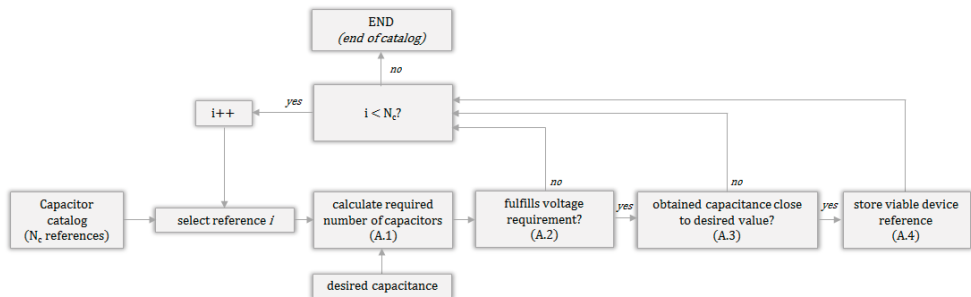 END
(end of catalog)
no
i < Nc?
yes
i++
Capacitor
catalog
(Nc references)
select reference i
calculate required
number of capacitors
(A.1)
desired capacitance
fulfills voltage
requirement?
(A.2)
no
yes
obtained capacitance close
to desired value?
(A.3)
no
yes
store viable device
reference
(A.4)